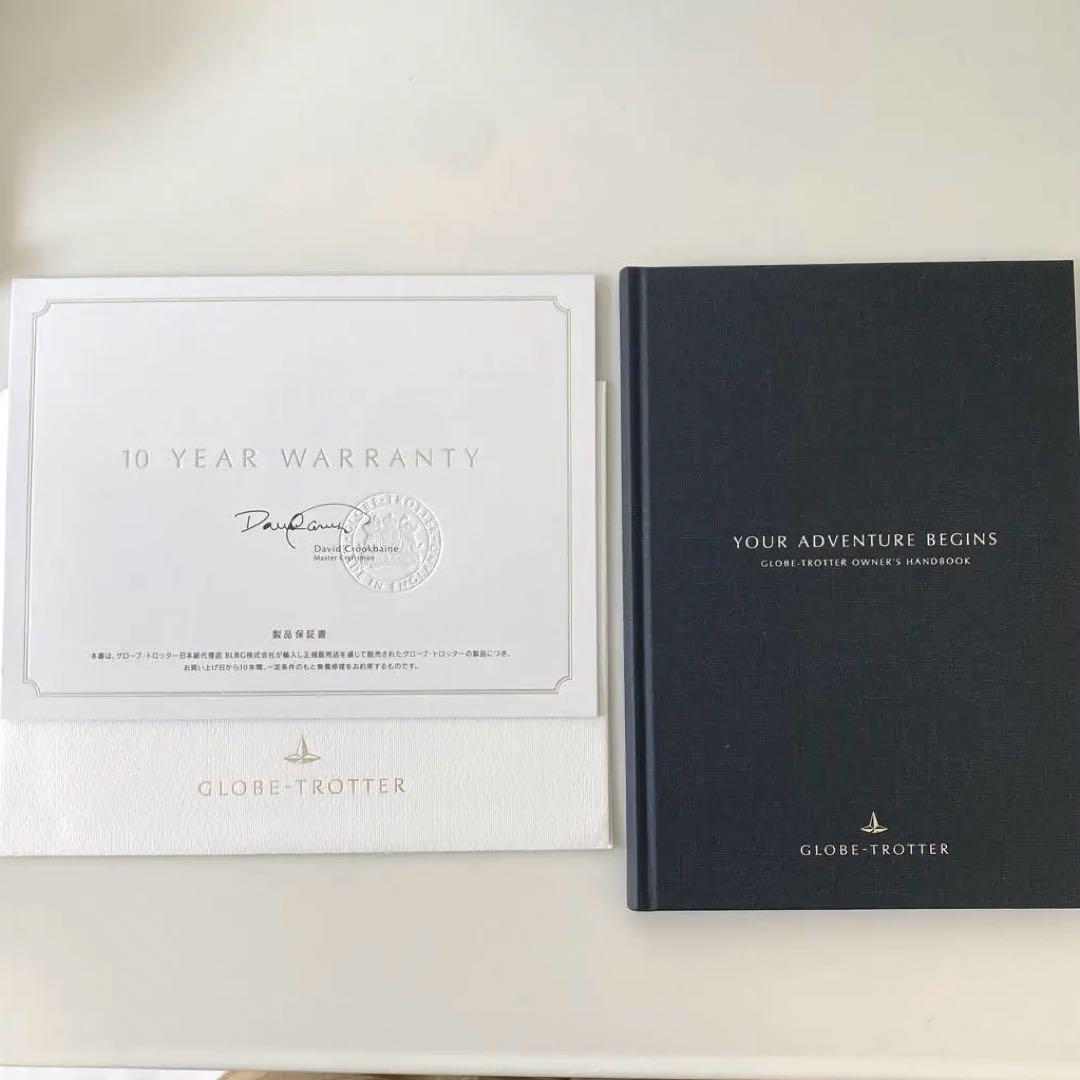 10 YEAR WARRANTY
GLOBE-TROTTER
MADE IN ENGLAND
David Crookhaine
Master Craftsman
製品保証書
本書は、グローブ・トロッター日本総代理店 BLBG株式会社が輸入し正規販売店を通じて販売されたグローブ・トロッターの製品につき、
お買い上げ日から10年間、一定条件のもと無償修理をお約束するものです。
GLOBE-TROTTER
YOUR ADVENTURE BEGINS
GLOBE-TROTTER OWNER'S HANDBOOK
GLOBE-TROTTER